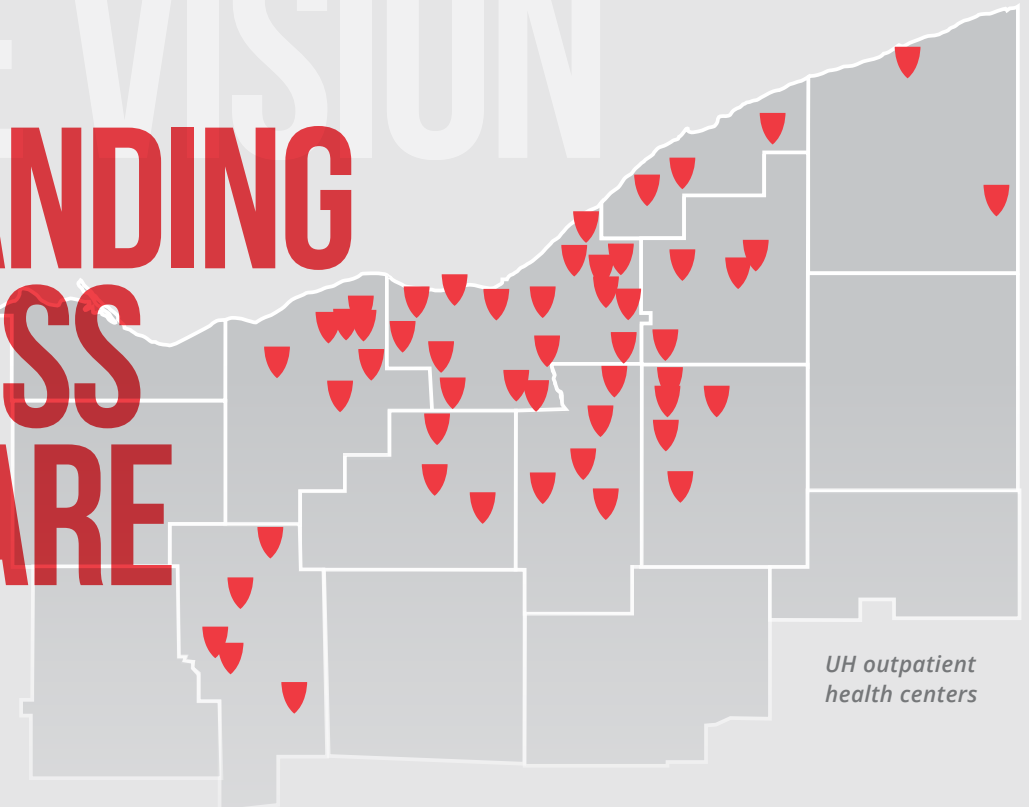 E VISION
NDING
SS
ARE
UH outpatient
health centers